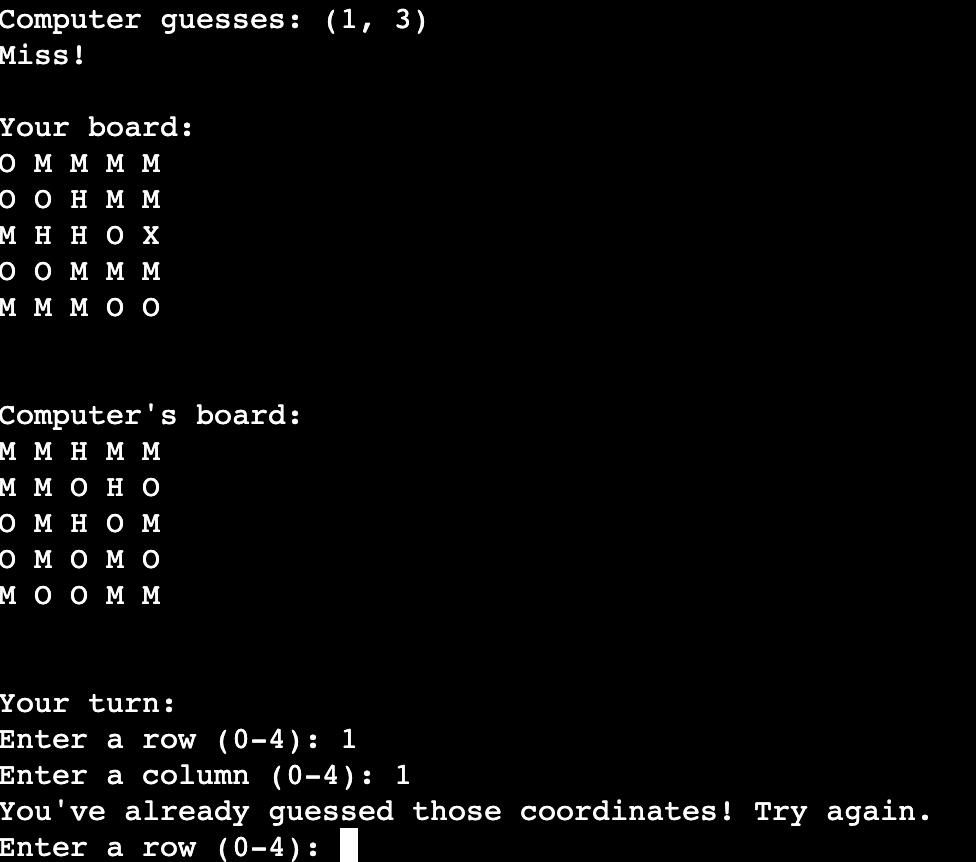 Computer guesses: (1, 3)
Miss!
Your board:
O M M M M
O O H M M
M H H O X
O O M M M
M M M O O
Computer's board:
M M H M M
M M O H O
O M H O M
O M O M O
M O O M M
Your turn:
Enter a row (0-4): 1
Enter a column (0-4): 1
You've already guessed those coordinates! Try again.
Enter a row (0-4):